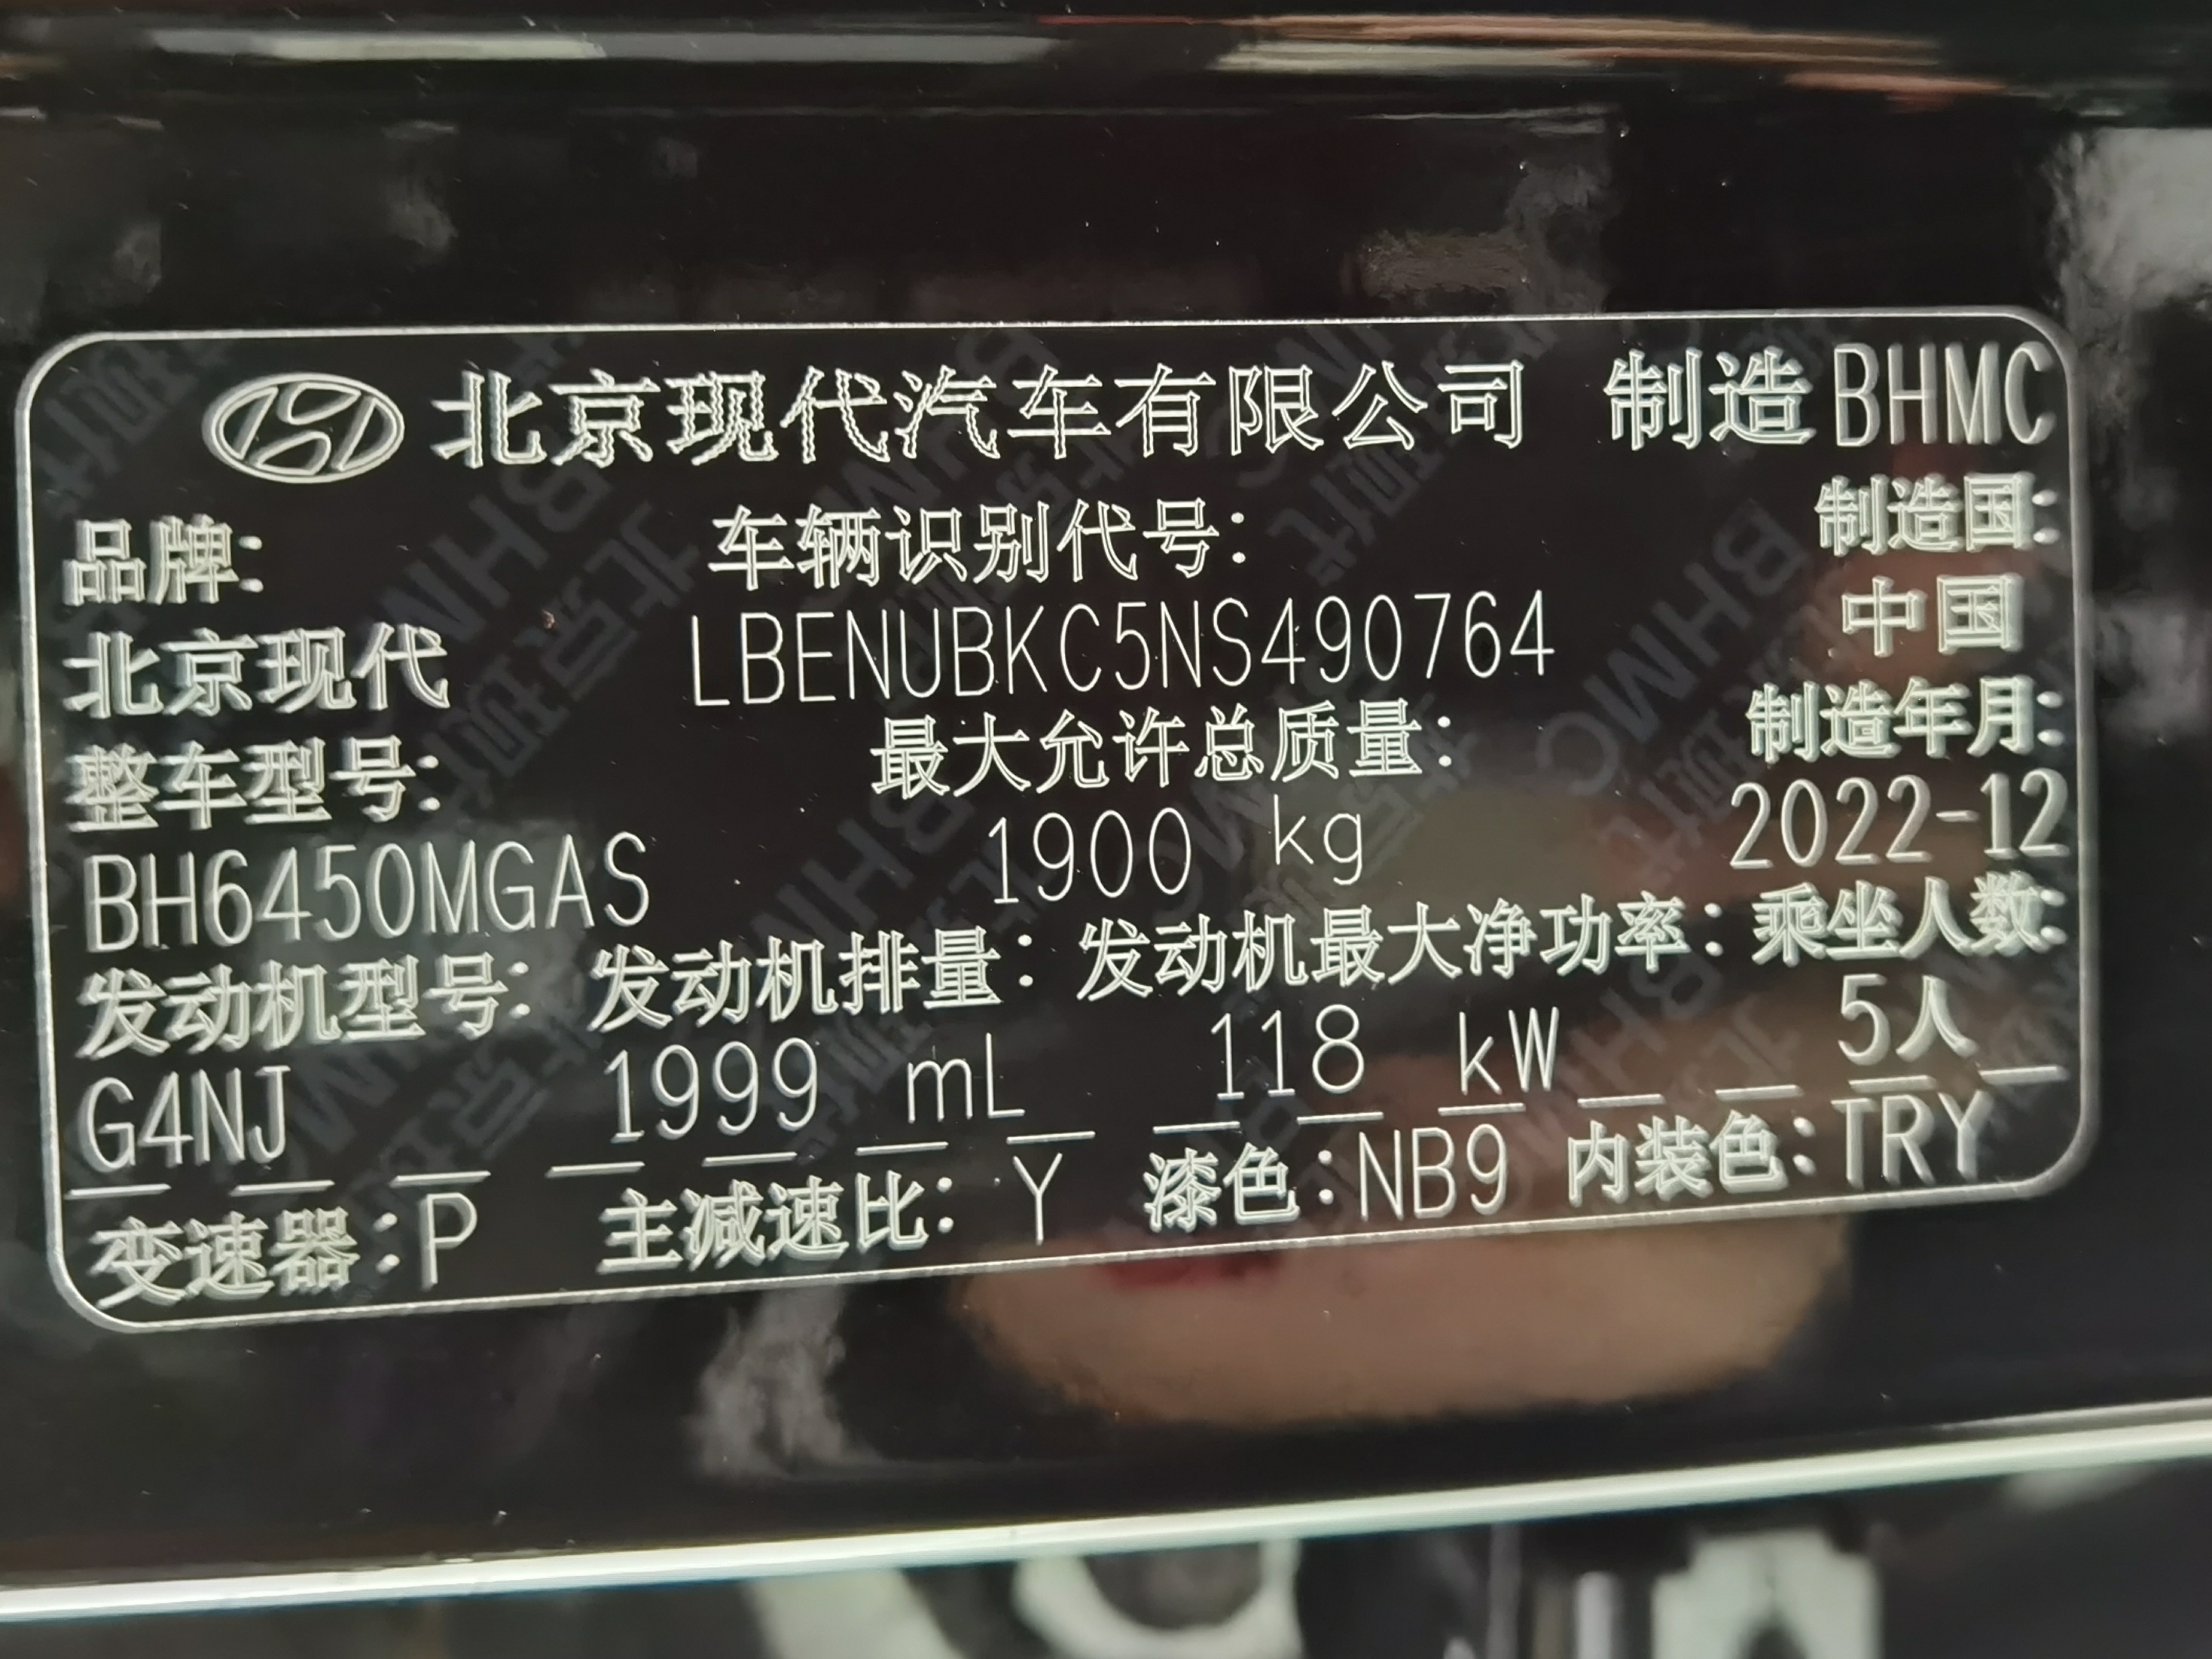 北京现代汽车有限公司 制造 BHMC
品牌: 车辆识别代号: 制造国:
北京现代 LBENUBKC5NS490764 中国
整车型号: 最大允许总质量: 制造年月:
BH6450MGAS 1900 kg 2022-12
发动机型号: 发动机排量: 发动机最大净功率: 乘坐人数:
G4NJ 1999 mL 118 kW 5人
变速器:P 主减速比: Y 漆色:NB9 内装色:TRY